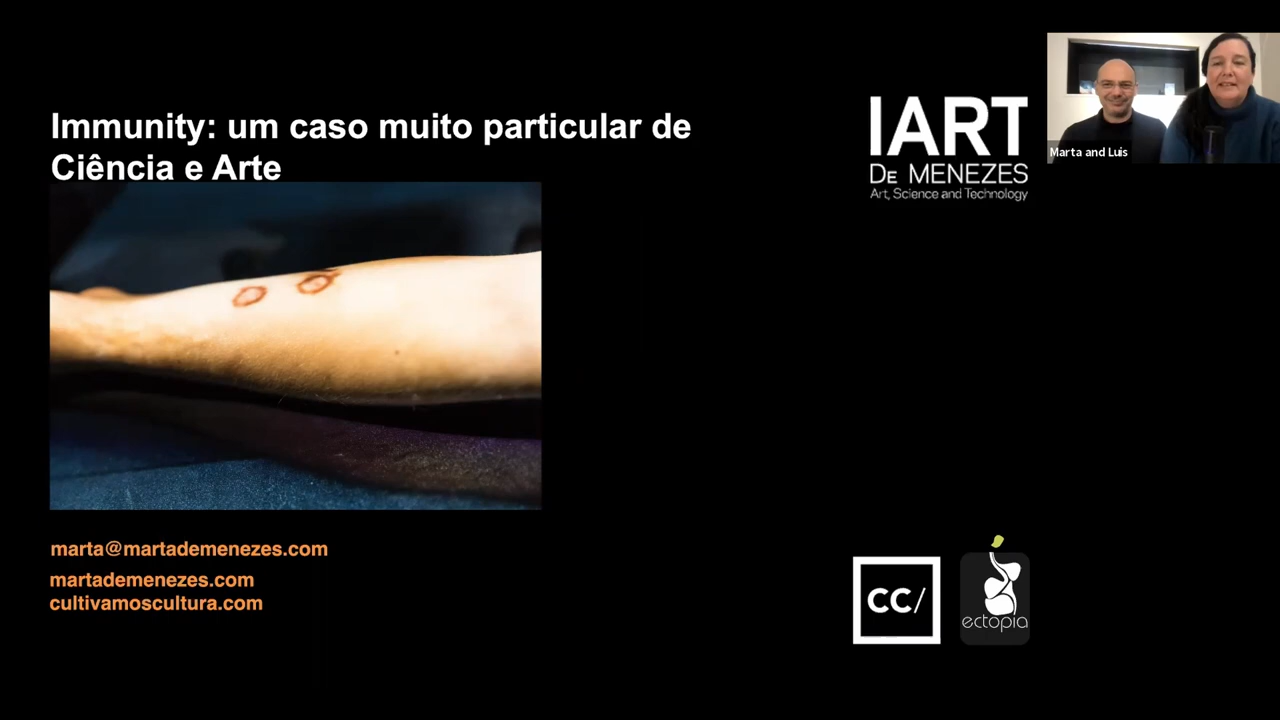 Immunity: um caso muito particular de
Ciência e Arte
IART
DE MENEZES
Art, Science and Technology
Marta and Luis
marta@martademenezes.com
martademenezes.com
cultivamoscultura.com
CC/
ectopia